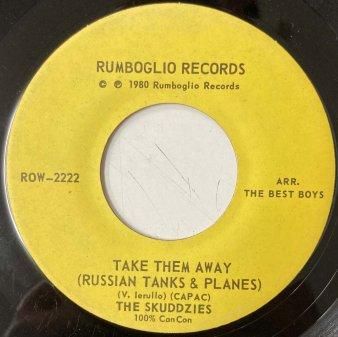 RUMBOGLIO RECORDS
© ℗ 1980 Rumboglio Records
ROW-2222
ARR.
THE BEST BOYS
TAKE THEM AWAY
(RUSSIAN TANKS & PLANES)
(V. Ierullo) (CAPAC)
THE SKUDDZIES
100% CanCon